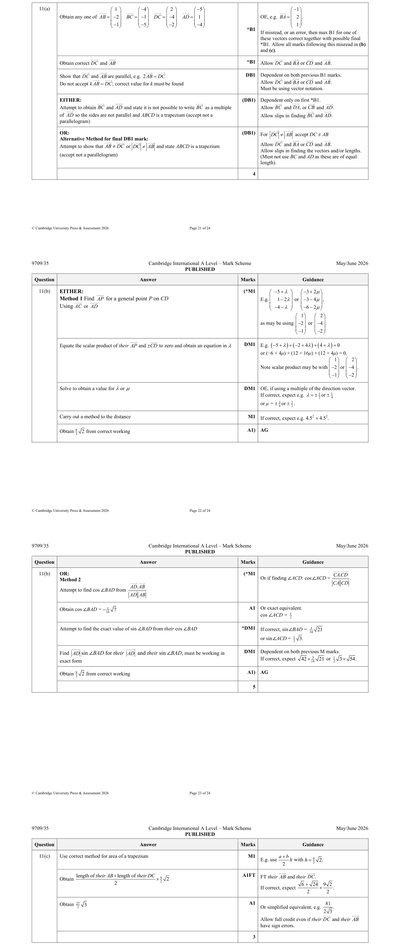 11(a)
Obtain any one of AB⃗ = (1, −2, −1) BC⃗ = (−4, −1, −5) DC⃗ = (2, −4, −2) AD⃗ = (−5, 1, −4)
*B1
OE, e.g. BA⃗ = (−1, 2, 1)
If misread, or an error, then max B1 for one of
these vectors correct together with possible final
*B1. Allow all marks following this misread in (b)
and (c).
Obtain correct DC⃗ and AB⃗
*B1
Allow DC⃗ and BA⃗ or CD⃗ and AB⃗.
Show that DC⃗ and AB⃗ are parallel, e.g. 2AB⃗ = DC⃗
Do not accept kAB⃗ = DC⃗; correct value for k must be found
DB1
Dependent on both previous B1 marks.
Allow DC⃗ and BA⃗ or CD⃗ and AB⃗.
Must be using vector notation.
EITHER:
Attempt to obtain BC⃗ and AD⃗ and state it is not possible to write BC⃗ as a multiple
of AD⃗ so the sides are not parallel and ABCD is a trapezium (accept not a
parallelogram)
(DB1)
Dependent only on first *B1.
Allow BC⃗ and DA⃗, or CB⃗ and AD⃗.
Allow slips in finding BC⃗ and AD⃗.
OR:
Alternative Method for final DB1 mark:
Attempt to show that AB⃗ ≠ DC⃗ or |DC⃗| ≠ |AB⃗| and state ABCD is a trapezium
(accept not a parallelogram)
(DB1)
For |DC⃗| ≠ |AB⃗| accept DC ≠ AB
Allow DC⃗ and BA⃗ or CD⃗ and AB⃗.
Allow slips in finding the vectors and/or lengths.
(Must not use BC and AD as these are of equal
length).
4
© Cambridge University Press & Assessment 2026 Page 21 of 24
9709/35 Cambridge International A Level – Mark Scheme May/June 2026
PUBLISHED
Question Answer Marks Guidance
11(b)
EITHER:
Method 1 Find AP⃗ for a general point P on CD
Using AC⃗ or AD⃗
(*M1
as may be using (1, −2, −1) or (2, −4, −2)
Equate the scalar product of their AP⃗ and ±CD⃗ to zero and obtain an equation in λ
DM1
or (−6 + 4μ) + (12 + 16μ) + (12 + 4μ) = 0.
Note scalar product may be with (1, −2, −1) or (2, −4, −2)
Solve to obtain a value for λ or μ
DM1
OE, if using a multiple of the direction vector.
Carry out a method to the distance
M1
If correct, expect e.g. 4.5² + 4.5².
Obtain 9/2 √2 from correct working
A1)
AG
© Cambridge University Press & Assessment 2026 Page 22 of 24
9709/35 Cambridge International A Level – Mark Scheme May/June 2026
PUBLISHED
Question Answer Marks Guidance
11(b)
OR:
Method 2
Attempt to find cos ∠BAD from AD⃗.AB⃗ / |AD⃗||AB⃗|
(*M1
Or if finding ∠ACD: cos ∠ACD = CA⃗.CD⃗ / |CA⃗||CD⃗|
Obtain cos ∠BAD =
A1
Or exact equivalent.
cos ∠ACD =
Attempt to find the exact value of sin ∠BAD from their cos ∠BAD
*DM1
If correct, sin ∠BAD =
or sin ∠ACD =
Find |AD⃗| sin ∠BAD for their |AD⃗| and their sin ∠BAD, must be working in
exact form
DM1
Dependent on both previous M marks.
Obtain 9/2 √2 from correct working
A1)
AG
5
© Cambridge University Press & Assessment 2026 Page 23 of 24
9709/35 Cambridge International A Level – Mark Scheme May/June 2026
PUBLISHED
Question Answer Marks Guidance
11(c)
Use correct method for area of a trapezium
M1
E.g. use (a + b)/2 h with h = 9/2 √2.
Obtain (length of their AB + length of their DC)/2 × 9/2 √2
A1FT
FT their AB⃗ and their DC⃗.
If correct, expect (√6 + √24)/2 × 9√2/2
Obtain 27/2 √3
A1
Or simplified equivalent, e.g. 81/(2√3)
Allow full credit even if their DC⃗ and their AB⃗
have sign errors.
3